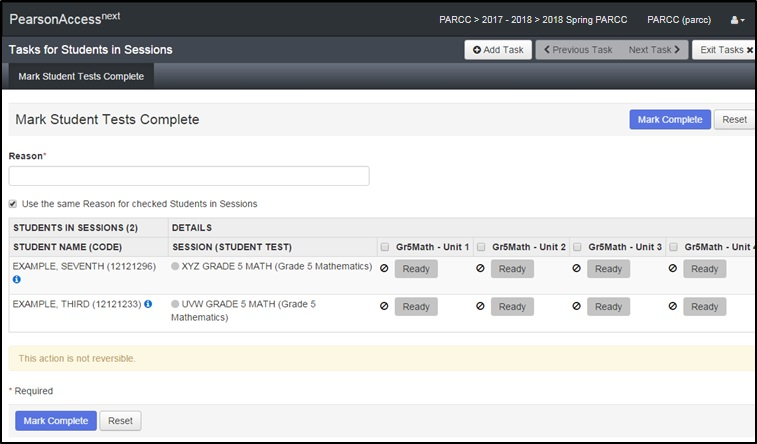 PearsonAccessnext
PARCC > 2017 - 2018 > 2018 Spring PARCC PARCC (parcc)
Tasks for Students in Sessions
Add Task Previous Task Next Task Exit Tasks
Mark Student Tests Complete
Mark Student Tests Complete
Mark Complete Reset
Reason*
Use the same Reason for checked Students in Sessions
STUDENTS IN SESSIONS (2) DETAILS
STUDENT NAME (CODE) SESSION (STUDENT TEST) Gr5Math - Unit 1 Gr5Math - Unit 2 Gr5Math - Unit 3 Gr5Math - Unit 4
EXAMPLE, SEVENTH (12121296) XYZ GRADE 5 MATH (Grade 5 Mathematics) Ready Ready Ready Ready
EXAMPLE, THIRD (12121233) UVW GRADE 5 MATH (Grade 5
Mathematics) Ready Ready Ready Ready
This action is not reversible.
* Required
Mark Complete Reset